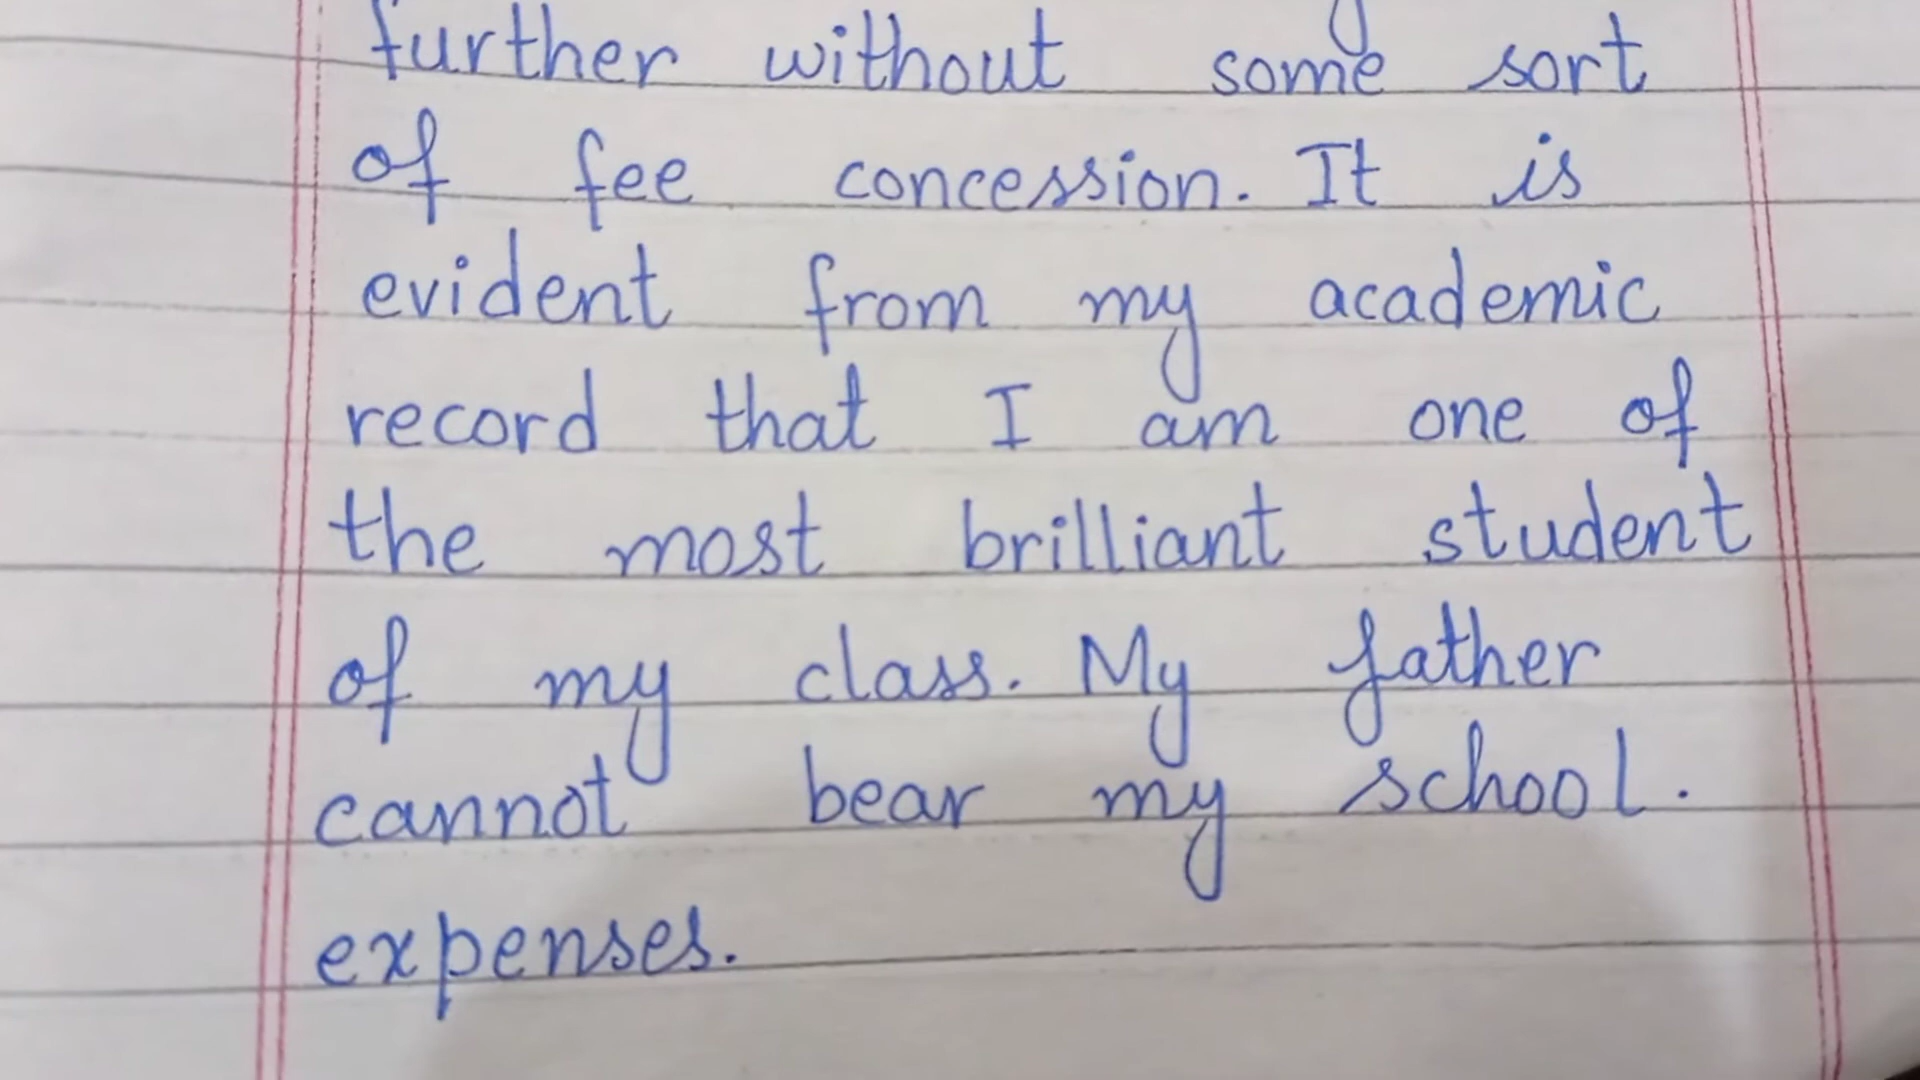 further without some sort
of fee concession. It is
evident from my academic
record that I am one of
the most brilliant student
of my class. My father
cannot bear my school.
expenses.